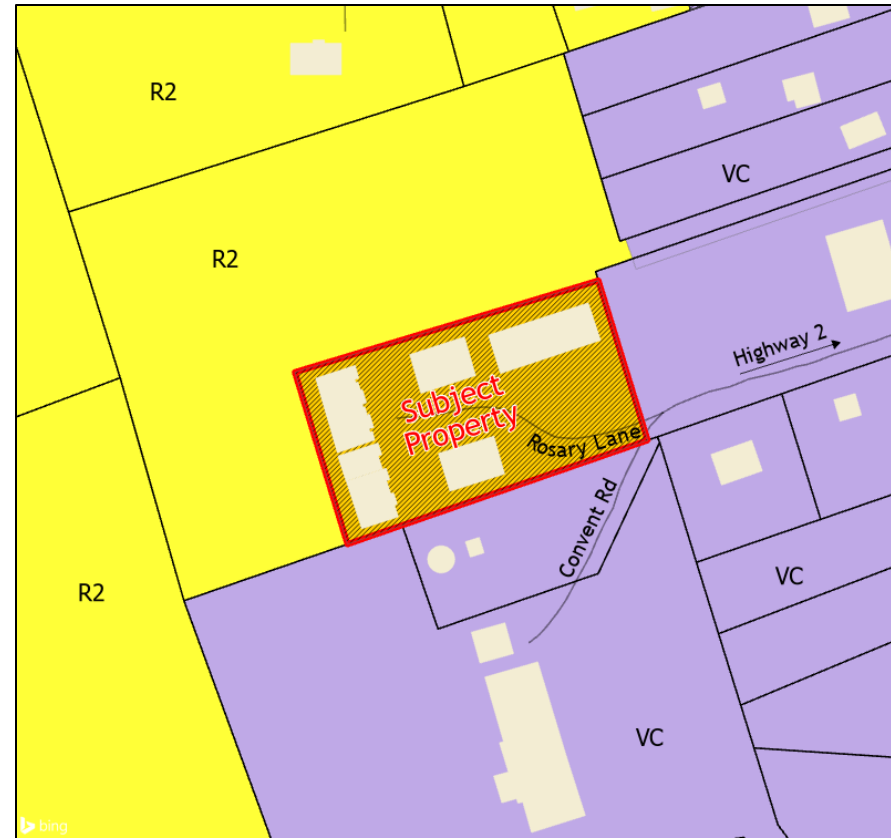 R2
VC
R2
Highway 2
Subject
Property
Rosary Lane
Convent Rd
VC
R2
VC
bing